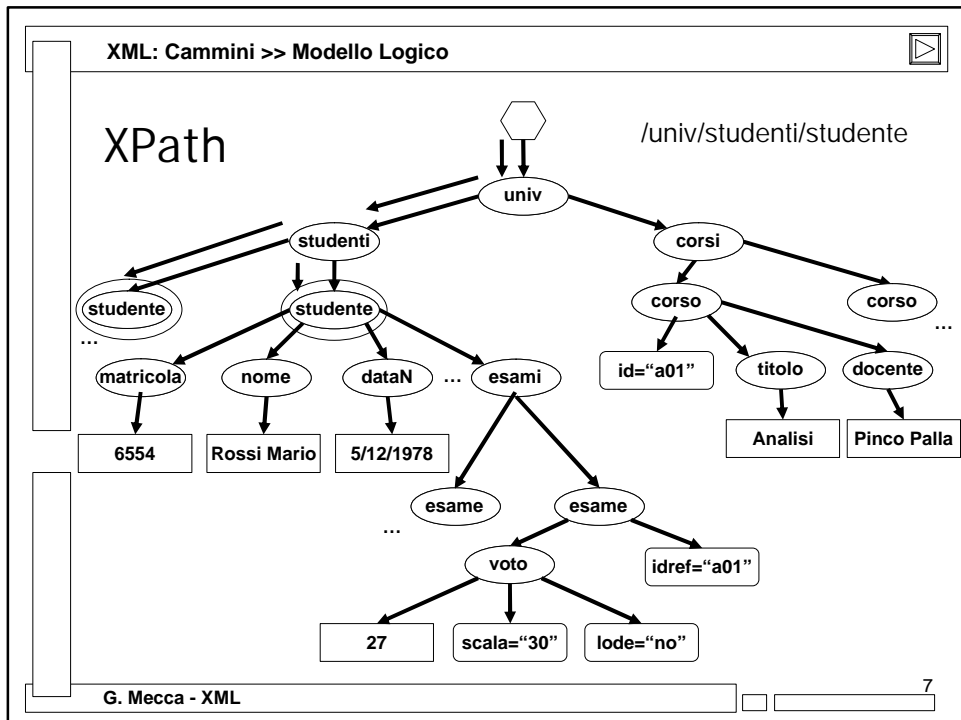 XML: Cammini >> Modello Logico
XPath
/univ/studenti/studente
univ
studenti
corsi
studente
studente
corso
corso
...
...
matricola
nome
dataN
...
esami
id=“a01”
titolo
docente
6554
Rossi Mario
5/12/1978
Analisi
Pinco Palla
esame
esame
...
voto
idref=“a01”
27
scala=“30”
lode=“no”
G. Mecca - XML
7